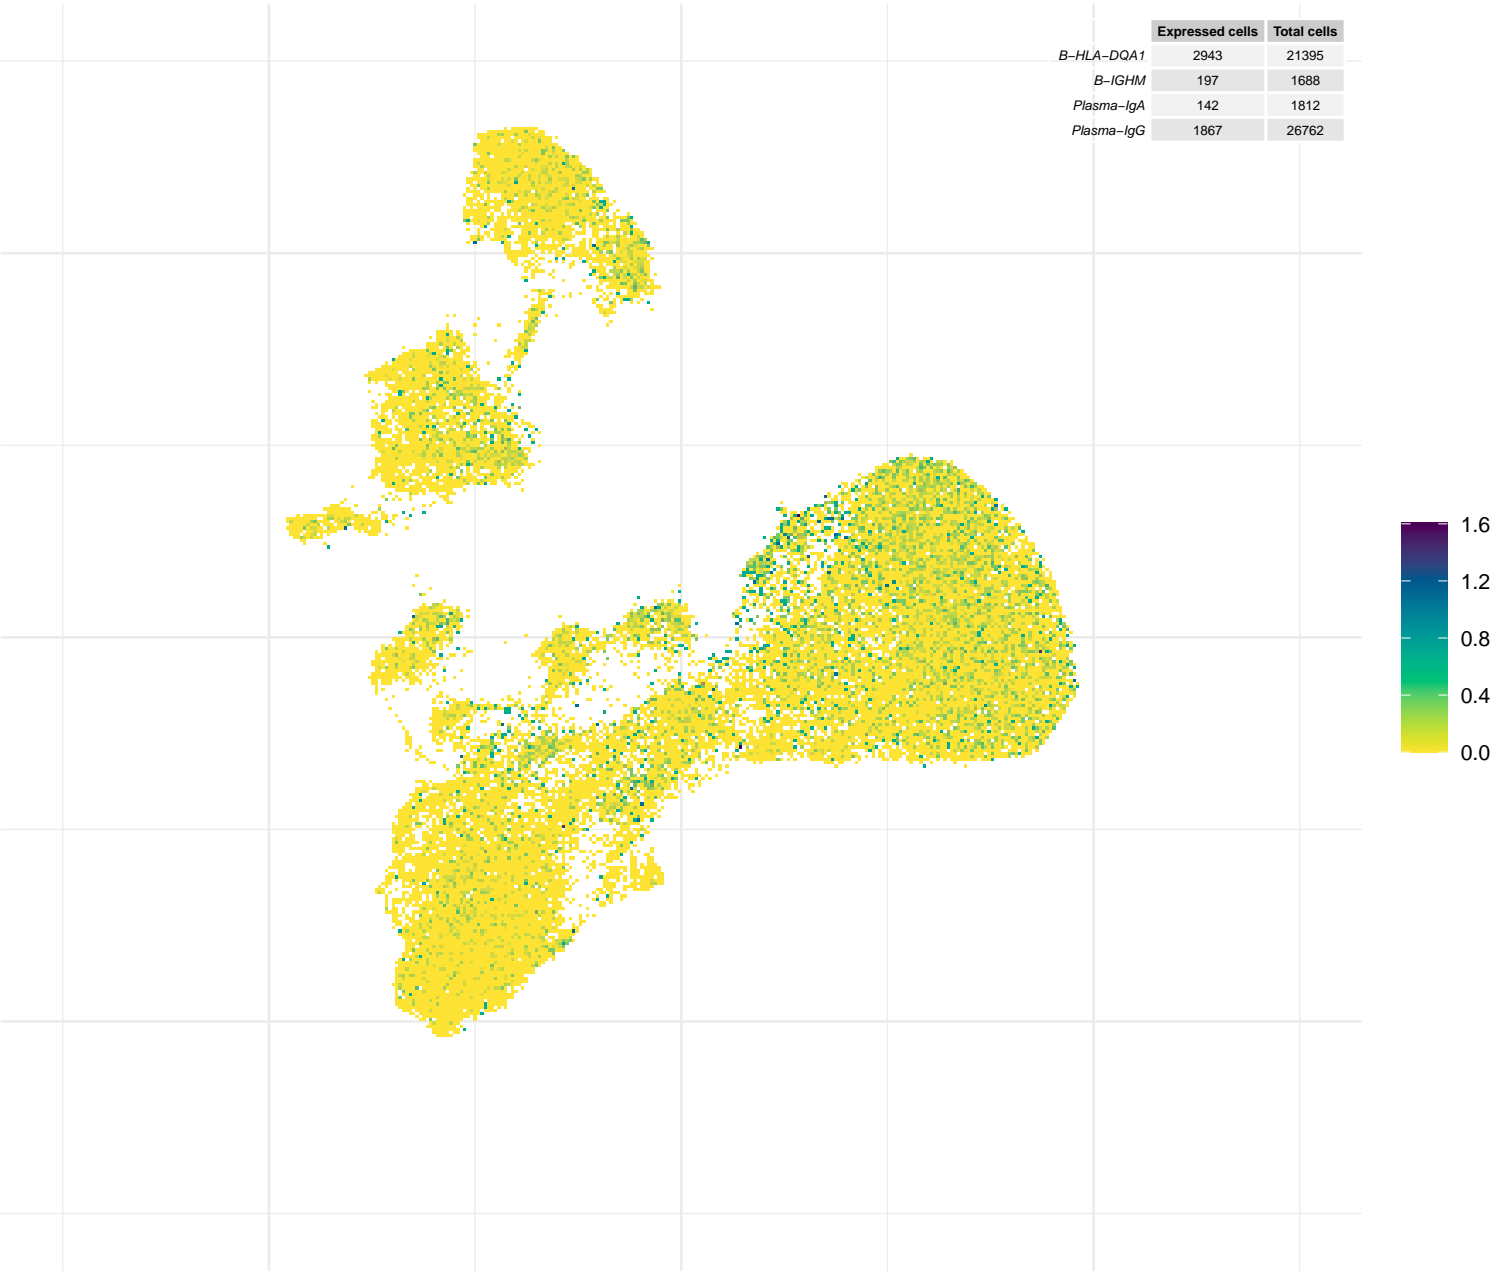 Expressed cells Total cells
B−HLA−DQA1 2943 21395
B−IGHM 197 1688
Plasma−IgA 142 1812
Plasma−IgG 1867 26762
1.6
1.2
0.8
0.4
0.0